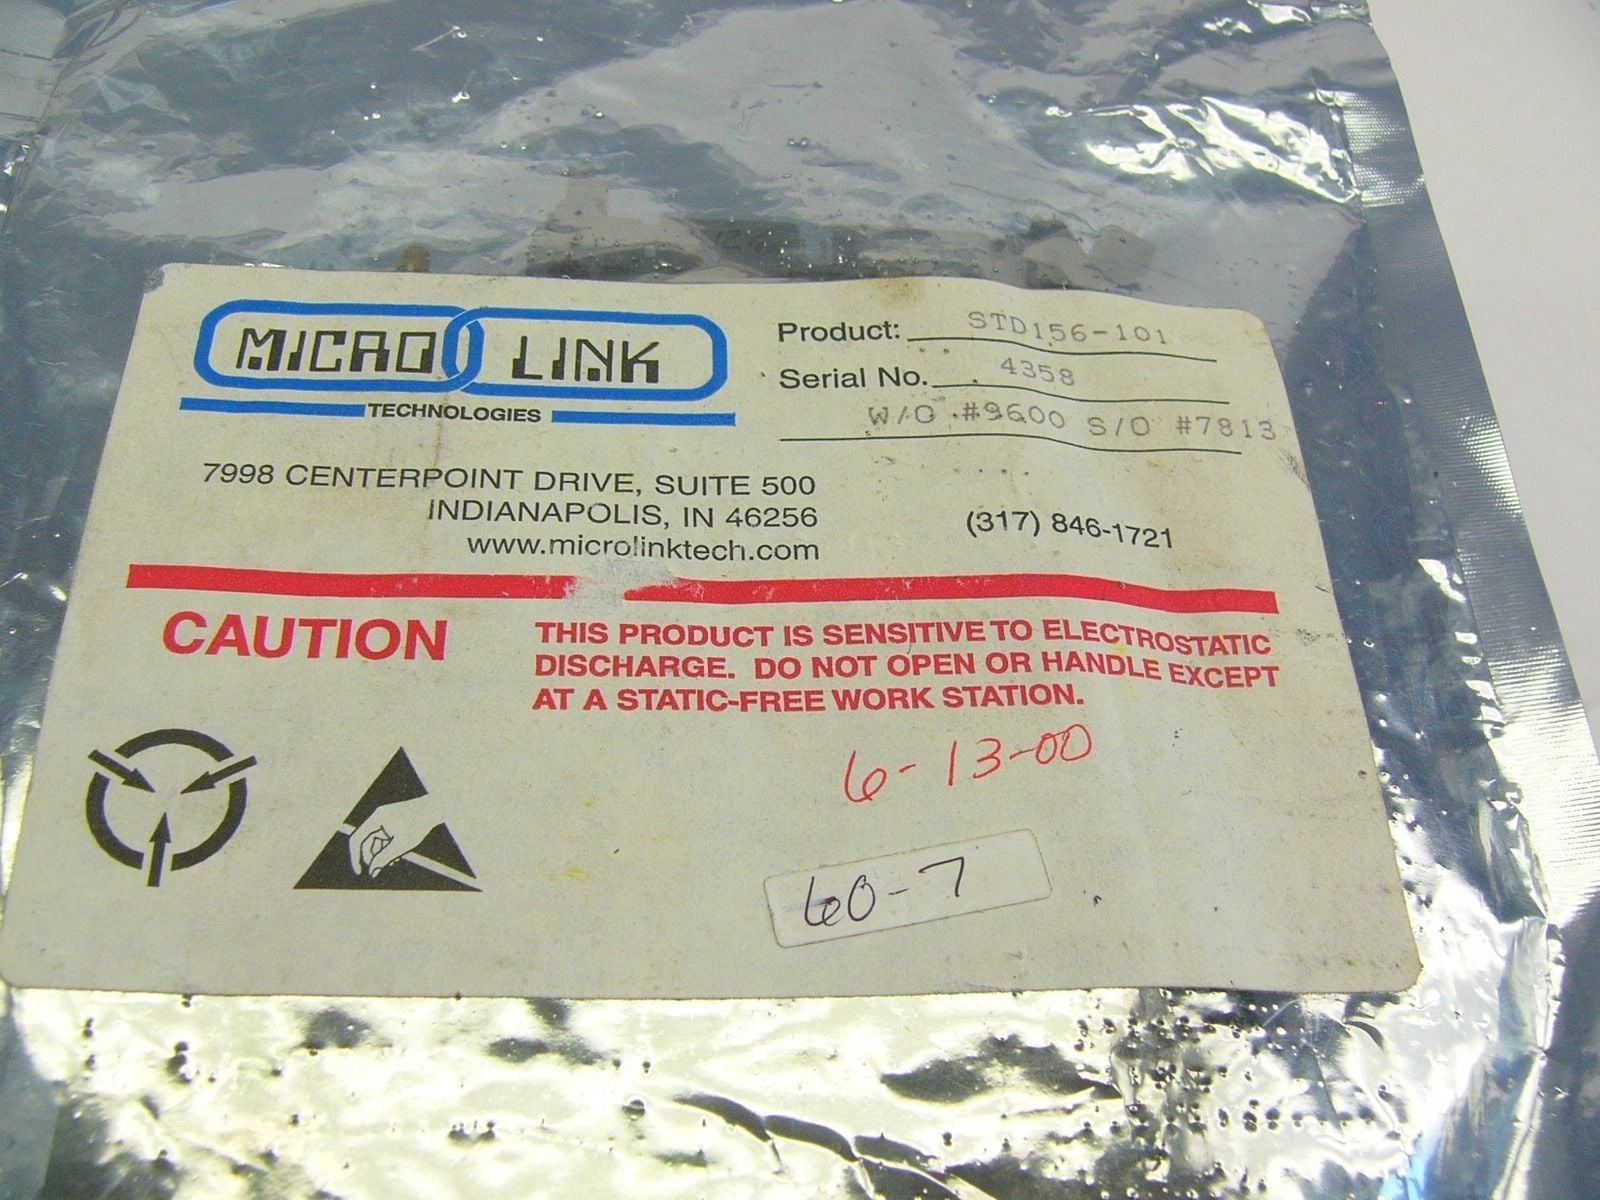 MICRO LINK
TECHNOLOGIES
Product: STD156-101
Serial No. 4358
W/O #9600 S/O #7813
7998 CENTERPOINT DRIVE, SUITE 500
INDIANAPOLIS, IN 46256
www.microlinktech.com
(317) 846-1721
CAUTION
THIS PRODUCT IS SENSITIVE TO ELECTROSTATIC
DISCHARGE. DO NOT OPEN OR HANDLE EXCEPT
AT A STATIC-FREE WORK STATION.
6-13-00
60-7